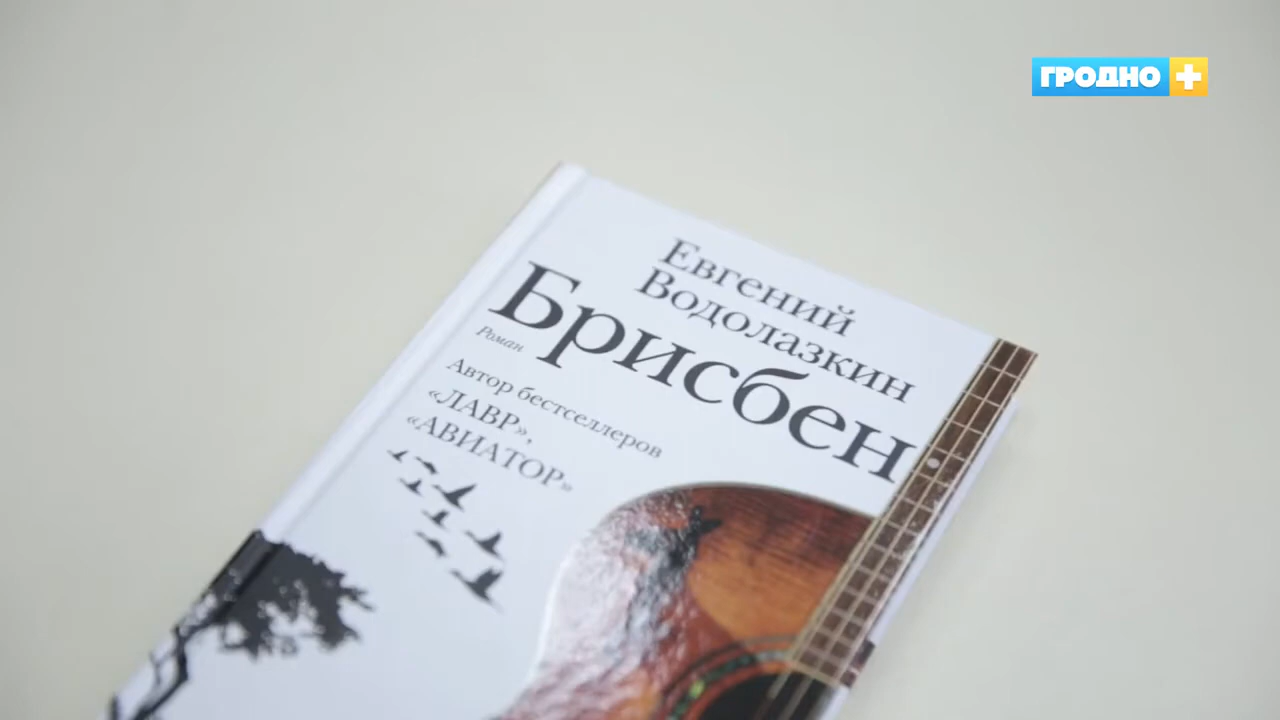 ГРОДНО +
Евгений
Водолазкин
Брисбен
Роман
Автор бестселлеров
«ЛАВР»,
«АВИАТОР»